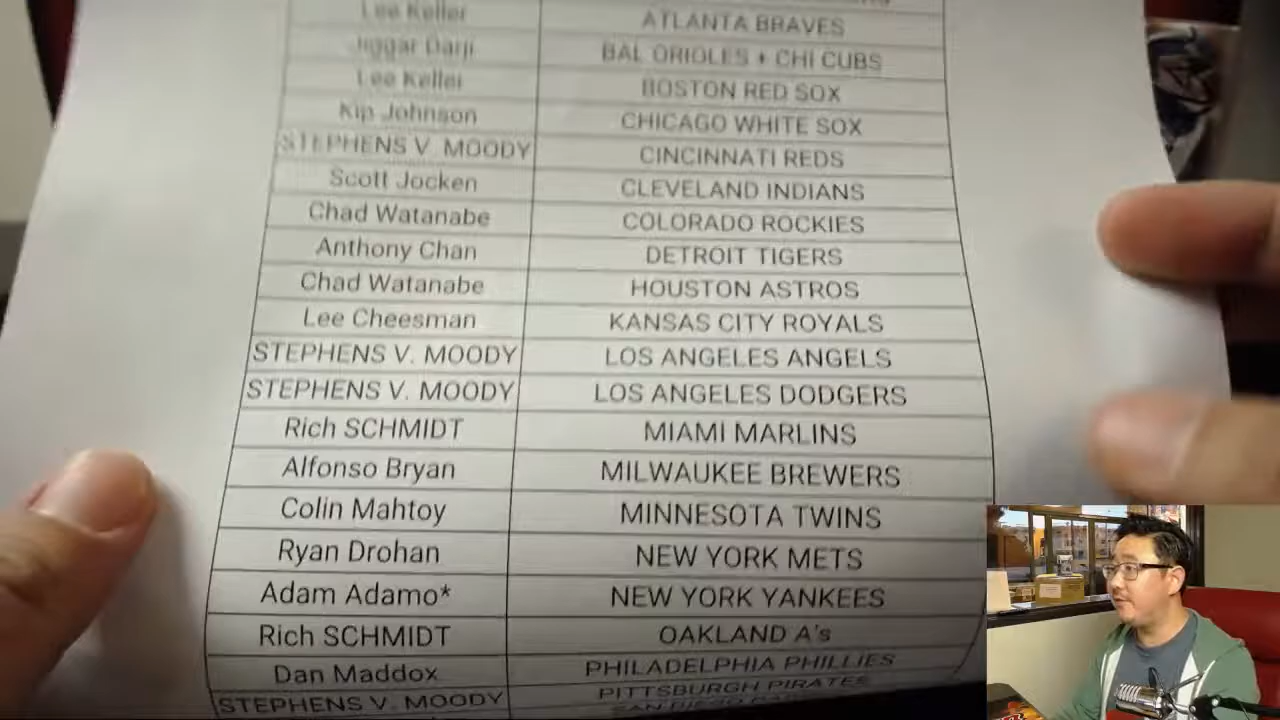 Lee Keller ATLANTA BRAVES
Jiggar Darji BAL ORIOLES + CHI CUBS
Lee Keller BOSTON RED SOX
Kip Johnson CHICAGO WHITE SOX
STEPHENS V. MOODY CINCINNATI REDS
Scott Jocken CLEVELAND INDIANS
Chad Watanabe COLORADO ROCKIES
Anthony Chan DETROIT TIGERS
Chad Watanabe HOUSTON ASTROS
Lee Cheesman KANSAS CITY ROYALS
STEPHENS V. MOODY LOS ANGELES ANGELS
STEPHENS V. MOODY LOS ANGELES DODGERS
Rich SCHMIDT MIAMI MARLINS
Alfonso Bryan MILWAUKEE BREWERS
Colin Mahtoy MINNESOTA TWINS
Ryan Drohan NEW YORK METS
Adam Adamo* NEW YORK YANKEES
Rich SCHMIDT OAKLAND A's
Dan Maddox PHILADELPHIA PHILLIES
STEPHENS V. MOODY PITTSBURGH PIRATES
SAN DIEGO